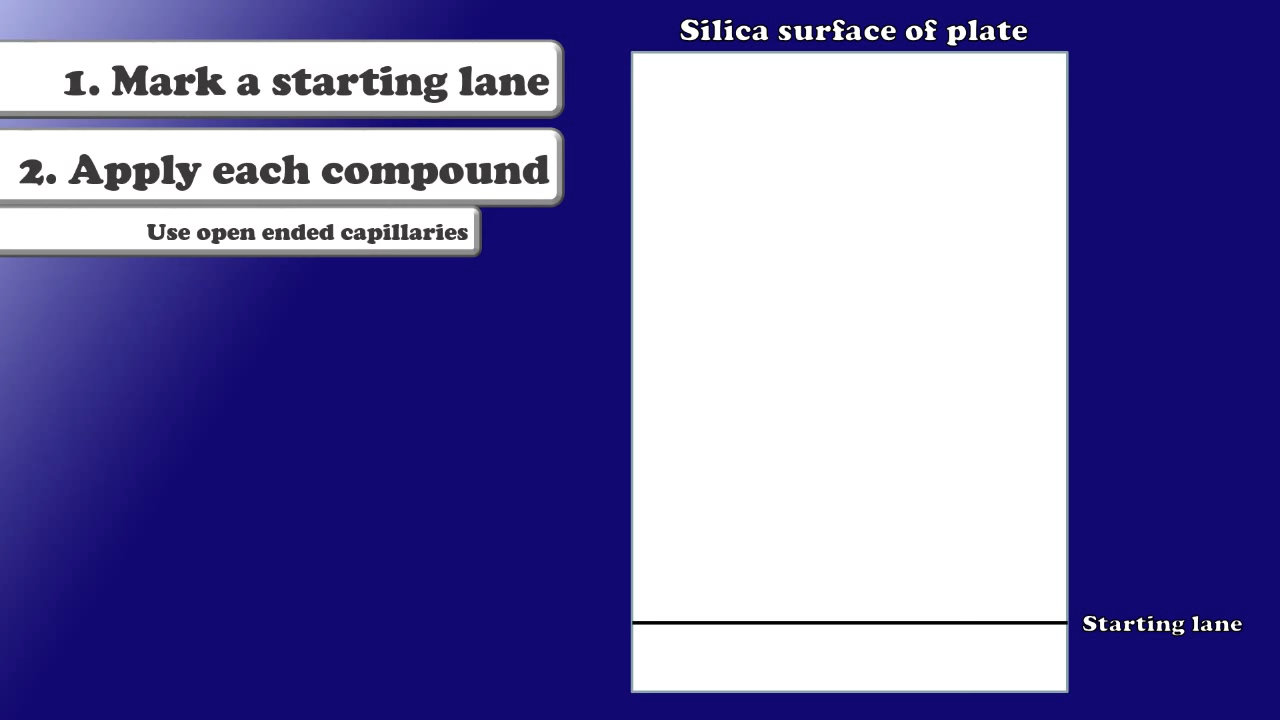 Silica surface of plate
1. Mark a starting lane
2. Apply each compound
Use open ended capillaries
Starting lane